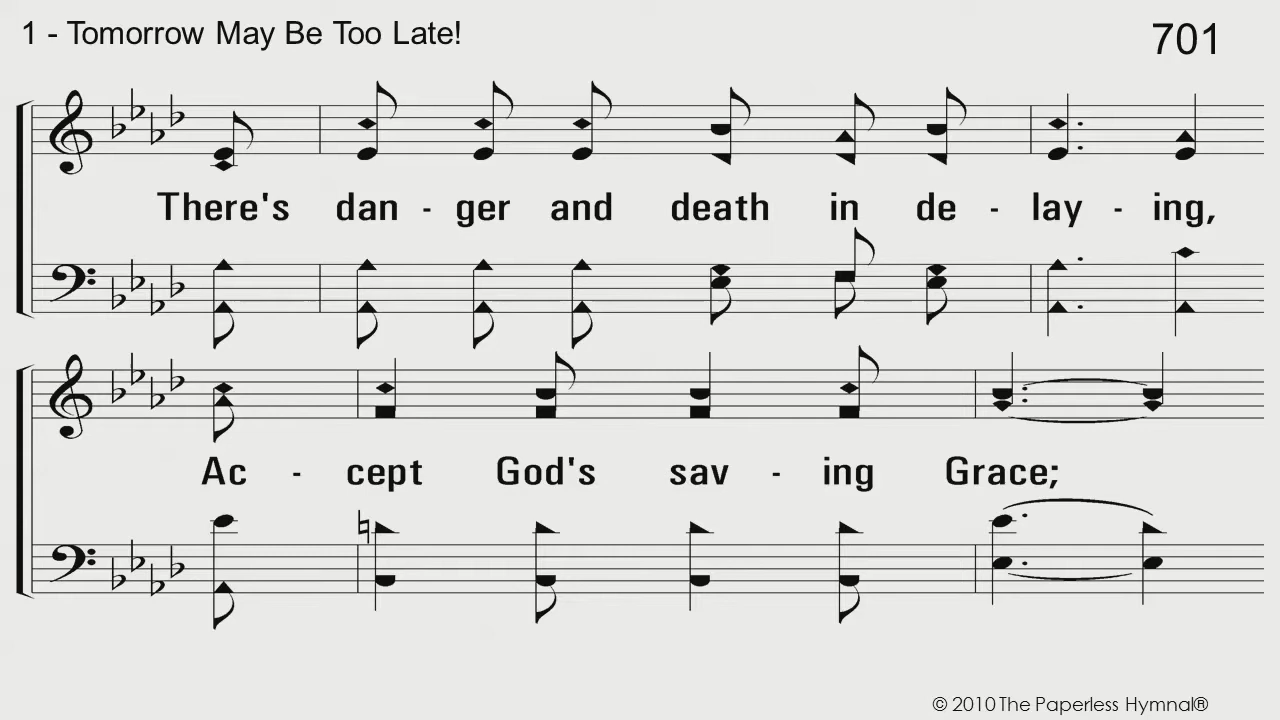 1 - Tomorrow May Be Too Late!
701
There's dan - ger and death in de - lay - ing,
Ac - cept God's sav - ing Grace;
© 2010 The Paperless Hymnal®